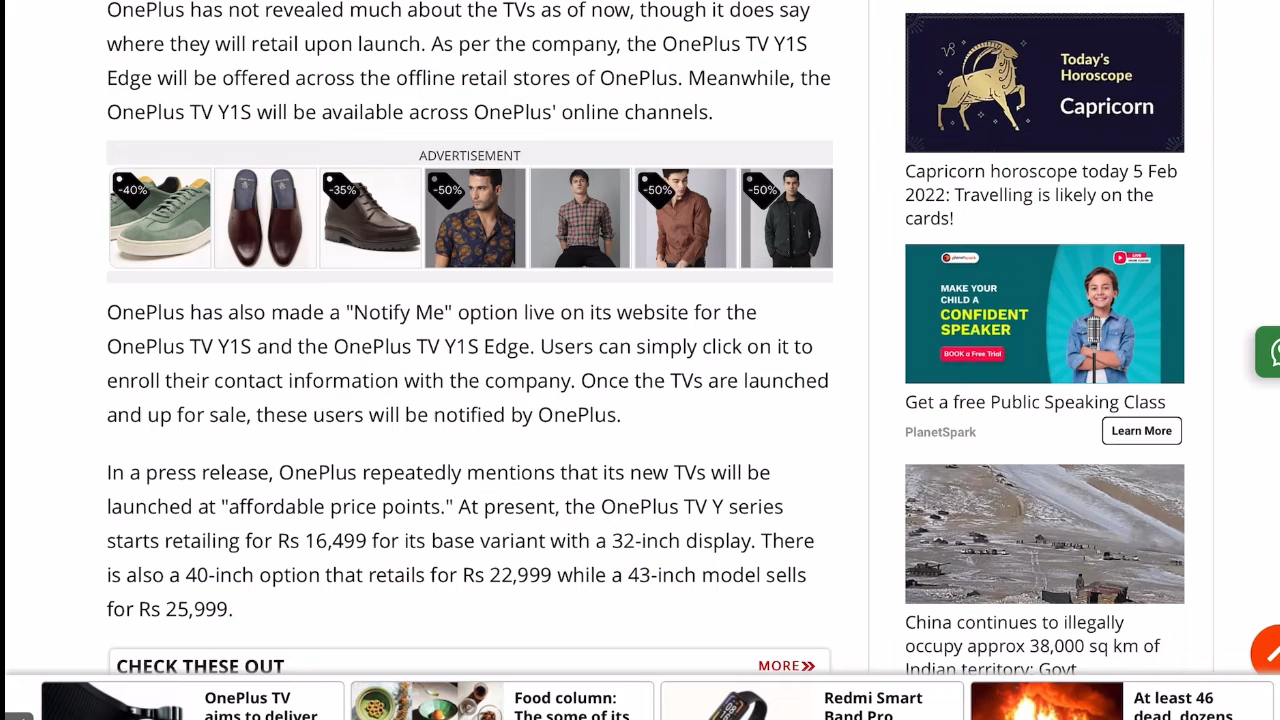 OnePlus has not revealed much about the TVs as of now, though it does say
where they will retail upon launch. As per the company, the OnePlus TV Y1S
Edge will be offered across the offline retail stores of OnePlus. Meanwhile, the
OnePlus TV Y1S will be available across OnePlus' online channels.
ADVERTISEMENT
-40%
-35%
-50%
-50%
-50%
OnePlus has also made a "Notify Me" option live on its website for the
OnePlus TV Y1S and the OnePlus TV Y1S Edge. Users can simply click on it to
enroll their contact information with the company. Once the TVs are launched
and up for sale, these users will be notified by OnePlus.
In a press release, OnePlus repeatedly mentions that its new TVs will be
launched at "affordable price points." At present, the OnePlus TV Y series
starts retailing for Rs 16,499 for its base variant with a 32-inch display. There
is also a 40-inch option that retails for Rs 22,999 while a 43-inch model sells
for Rs 25,999.
CHECK THESE OUT
MORE
Today's
Horoscope
Capricorn
Capricorn horoscope today 5 Feb
2022: Travelling is likely on the
cards!
planetspark
LIVE
MAKE YOUR
CHILD A
CONFIDENT
SPEAKER
BOOK a Free Trial
Get a free Public Speaking Class
PlanetSpark
Learn More
China continues to illegally
occupy approx 38,000 sq km of
Indian territory: Govt
OnePlus TV
aims to deliver
Food column:
The some of its
Redmi Smart
Band Pro
At least 46
dead, dozens